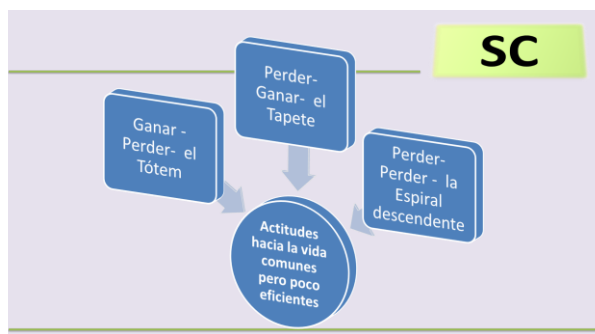 SC
Perder-
Ganar- el
Tapete
Ganar -
Perder- el
Tótem
Perder-
Perder - la
Espiral
descendente
Actitudes
hacia la vida
comunes
pero poco
eficientes